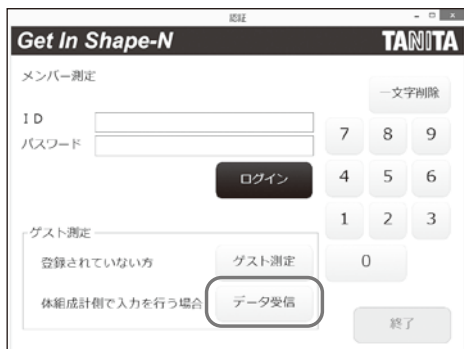 認証
Get In Shape-N
TANITA
メンバー測定
ID
パスワード
ログイン
ゲスト測定
登録されていない方
ゲスト測定
体組成計側で入力を行う場合
データ受信
一文字削除
7 8 9
4 5 6
1 2 3
0
終了